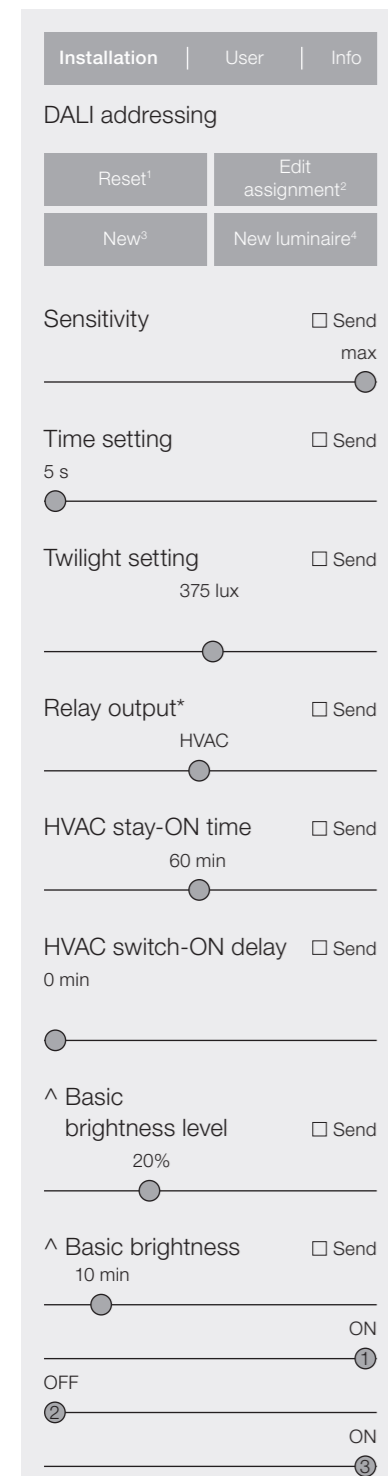 Installation | User | Info
DALI addressing
Reset¹ Edit
assignment²
New³ New luminaire⁴
Sensitivity ☐ Send
max
Time setting ☐ Send
5 s
Twilight setting ☐ Send
375 lux
Relay output* ☐ Send
HVAC
HVAC stay-ON time ☐ Send
60 min
HVAC switch-ON delay ☐ Send
0 min
^ Basic
brightness level ☐ Send
20%
^ Basic brightness ☐ Send
10 min
ON
1
OFF
2
ON
3